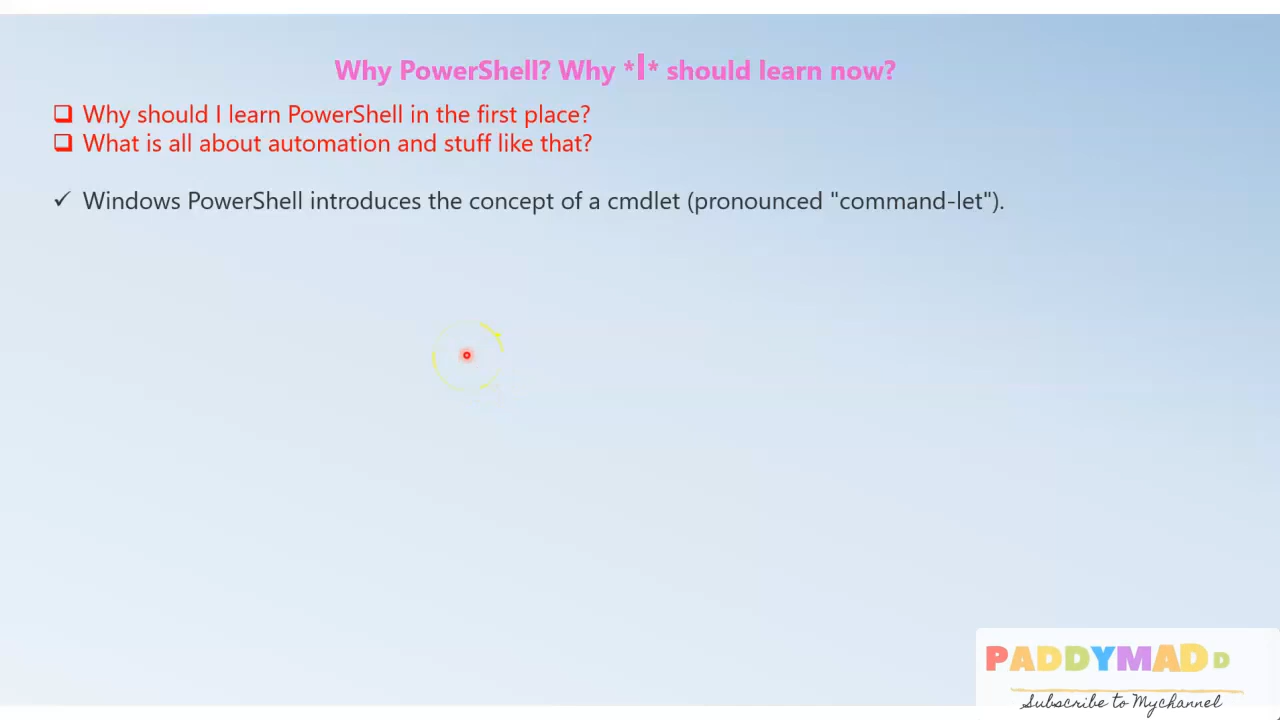 Why PowerShell? Why *I* should learn now?
Why should I learn PowerShell in the first place?
What is all about automation and stuff like that?
Windows PowerShell introduces the concept of a cmdlet (pronounced "command-let").
PADDYMAD D
Subscribe to Mychannel